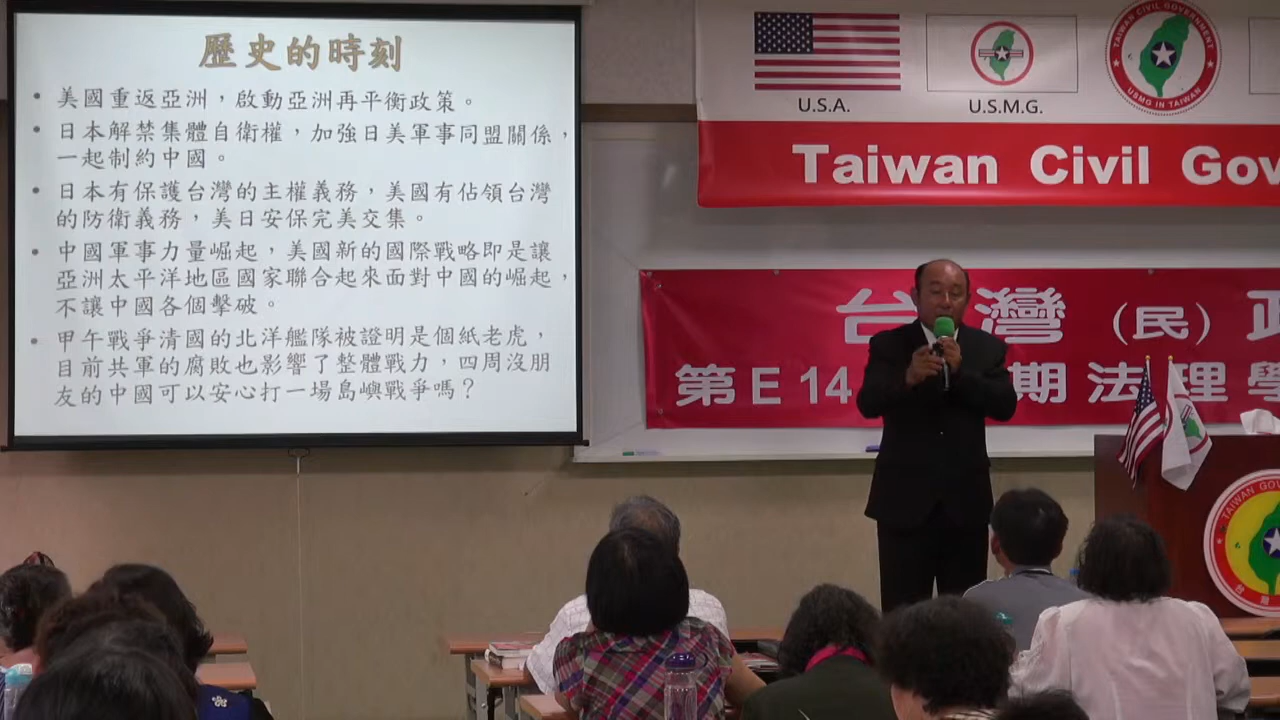 歷史的時刻
• 美國重返亞洲，啟動亞洲再平衡政策。
• 日本解禁集體自衛權，加強日美軍事同盟關係，
一起制約中國。
• 日本有保護台灣的主權義務，美國有佔領台灣
的防衛義務，美日安保完美交集。
• 中國軍事力量崛起，美國新的國際戰略即是讓
亞洲太平洋地區國家聯合起來面對中國的崛起，
不讓中國各個擊破。
• 甲午戰爭清國的北洋艦隊被證明是個紙老虎，
目前共軍的腐敗也影響了整體戰力，四周沒朋
友的中國可以安心打一場島嶼戰爭嗎？
TAIWAN CIVIL GOVERNMENT
USMG IN TAIWAN
U.S.A.
U.S.M.G.
Taiwan Civil Gov
台灣（民）政
第E14 期法理學
TAIWAN GOV